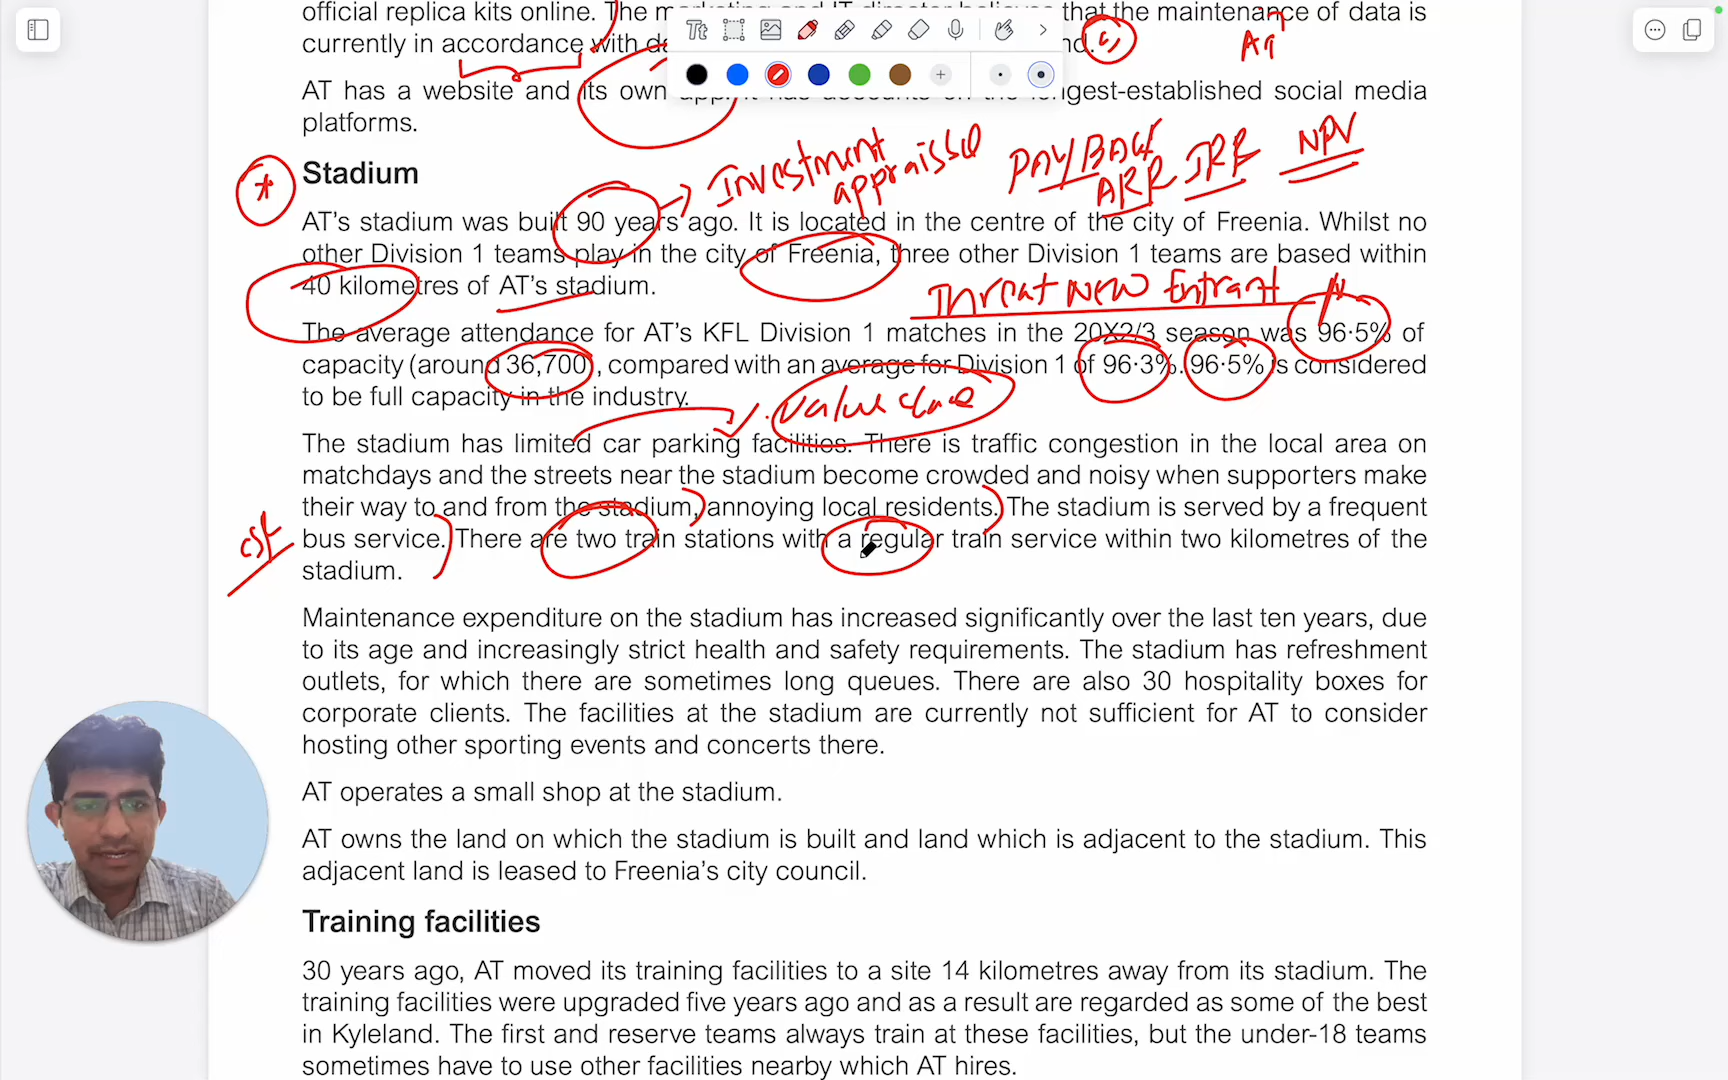 official replica kits online. The that the maintenance of data is
currently in accordance with
AT
AT has a website and its own longest-established social media
platforms.
Stadium
Investment
appraisal
PAYBACK
ARR
IRR
NPV
AT's stadium was built 90 years ago. It is located in the centre of the city of Freenia. Whilst no
other Division 1 teams play in the city of Freenia, three other Division 1 teams are based within
40 kilometres of AT's stadium.
Threat New Entrant
The average attendance for AT's KFL Division 1 matches in the 20X2/3 season was 96·5% of
capacity (around 36,700), compared with an average for Division 1 of 96·3%. 96·5% is considered
to be full capacity in the industry.
The stadium has limited car parking facilities. There is traffic congestion in the local area on
matchdays and the streets near the stadium become crowded and noisy when supporters make
their way to and from the stadium, annoying local residents. The stadium is served by a frequent
bus service. There are two train stations with a regular train service within two kilometres of the
stadium.
Maintenance expenditure on the stadium has increased significantly over the last ten years, due
to its age and increasingly strict health and safety requirements. The stadium has refreshment
outlets, for which there are sometimes long queues. There are also 30 hospitality boxes for
corporate clients. The facilities at the stadium are currently not sufficient for AT to consider
hosting other sporting events and concerts there.
AT operates a small shop at the stadium.
AT owns the land on which the stadium is built and land which is adjacent to the stadium. This
adjacent land is leased to Freenia's city council.
Training facilities
30 years ago, AT moved its training facilities to a site 14 kilometres away from its stadium. The
training facilities were upgraded five years ago and as a result are regarded as some of the best
in Kyleland. The first and reserve teams always train at these facilities, but the under-18 teams
sometimes have to use other facilities nearby which AT hires.